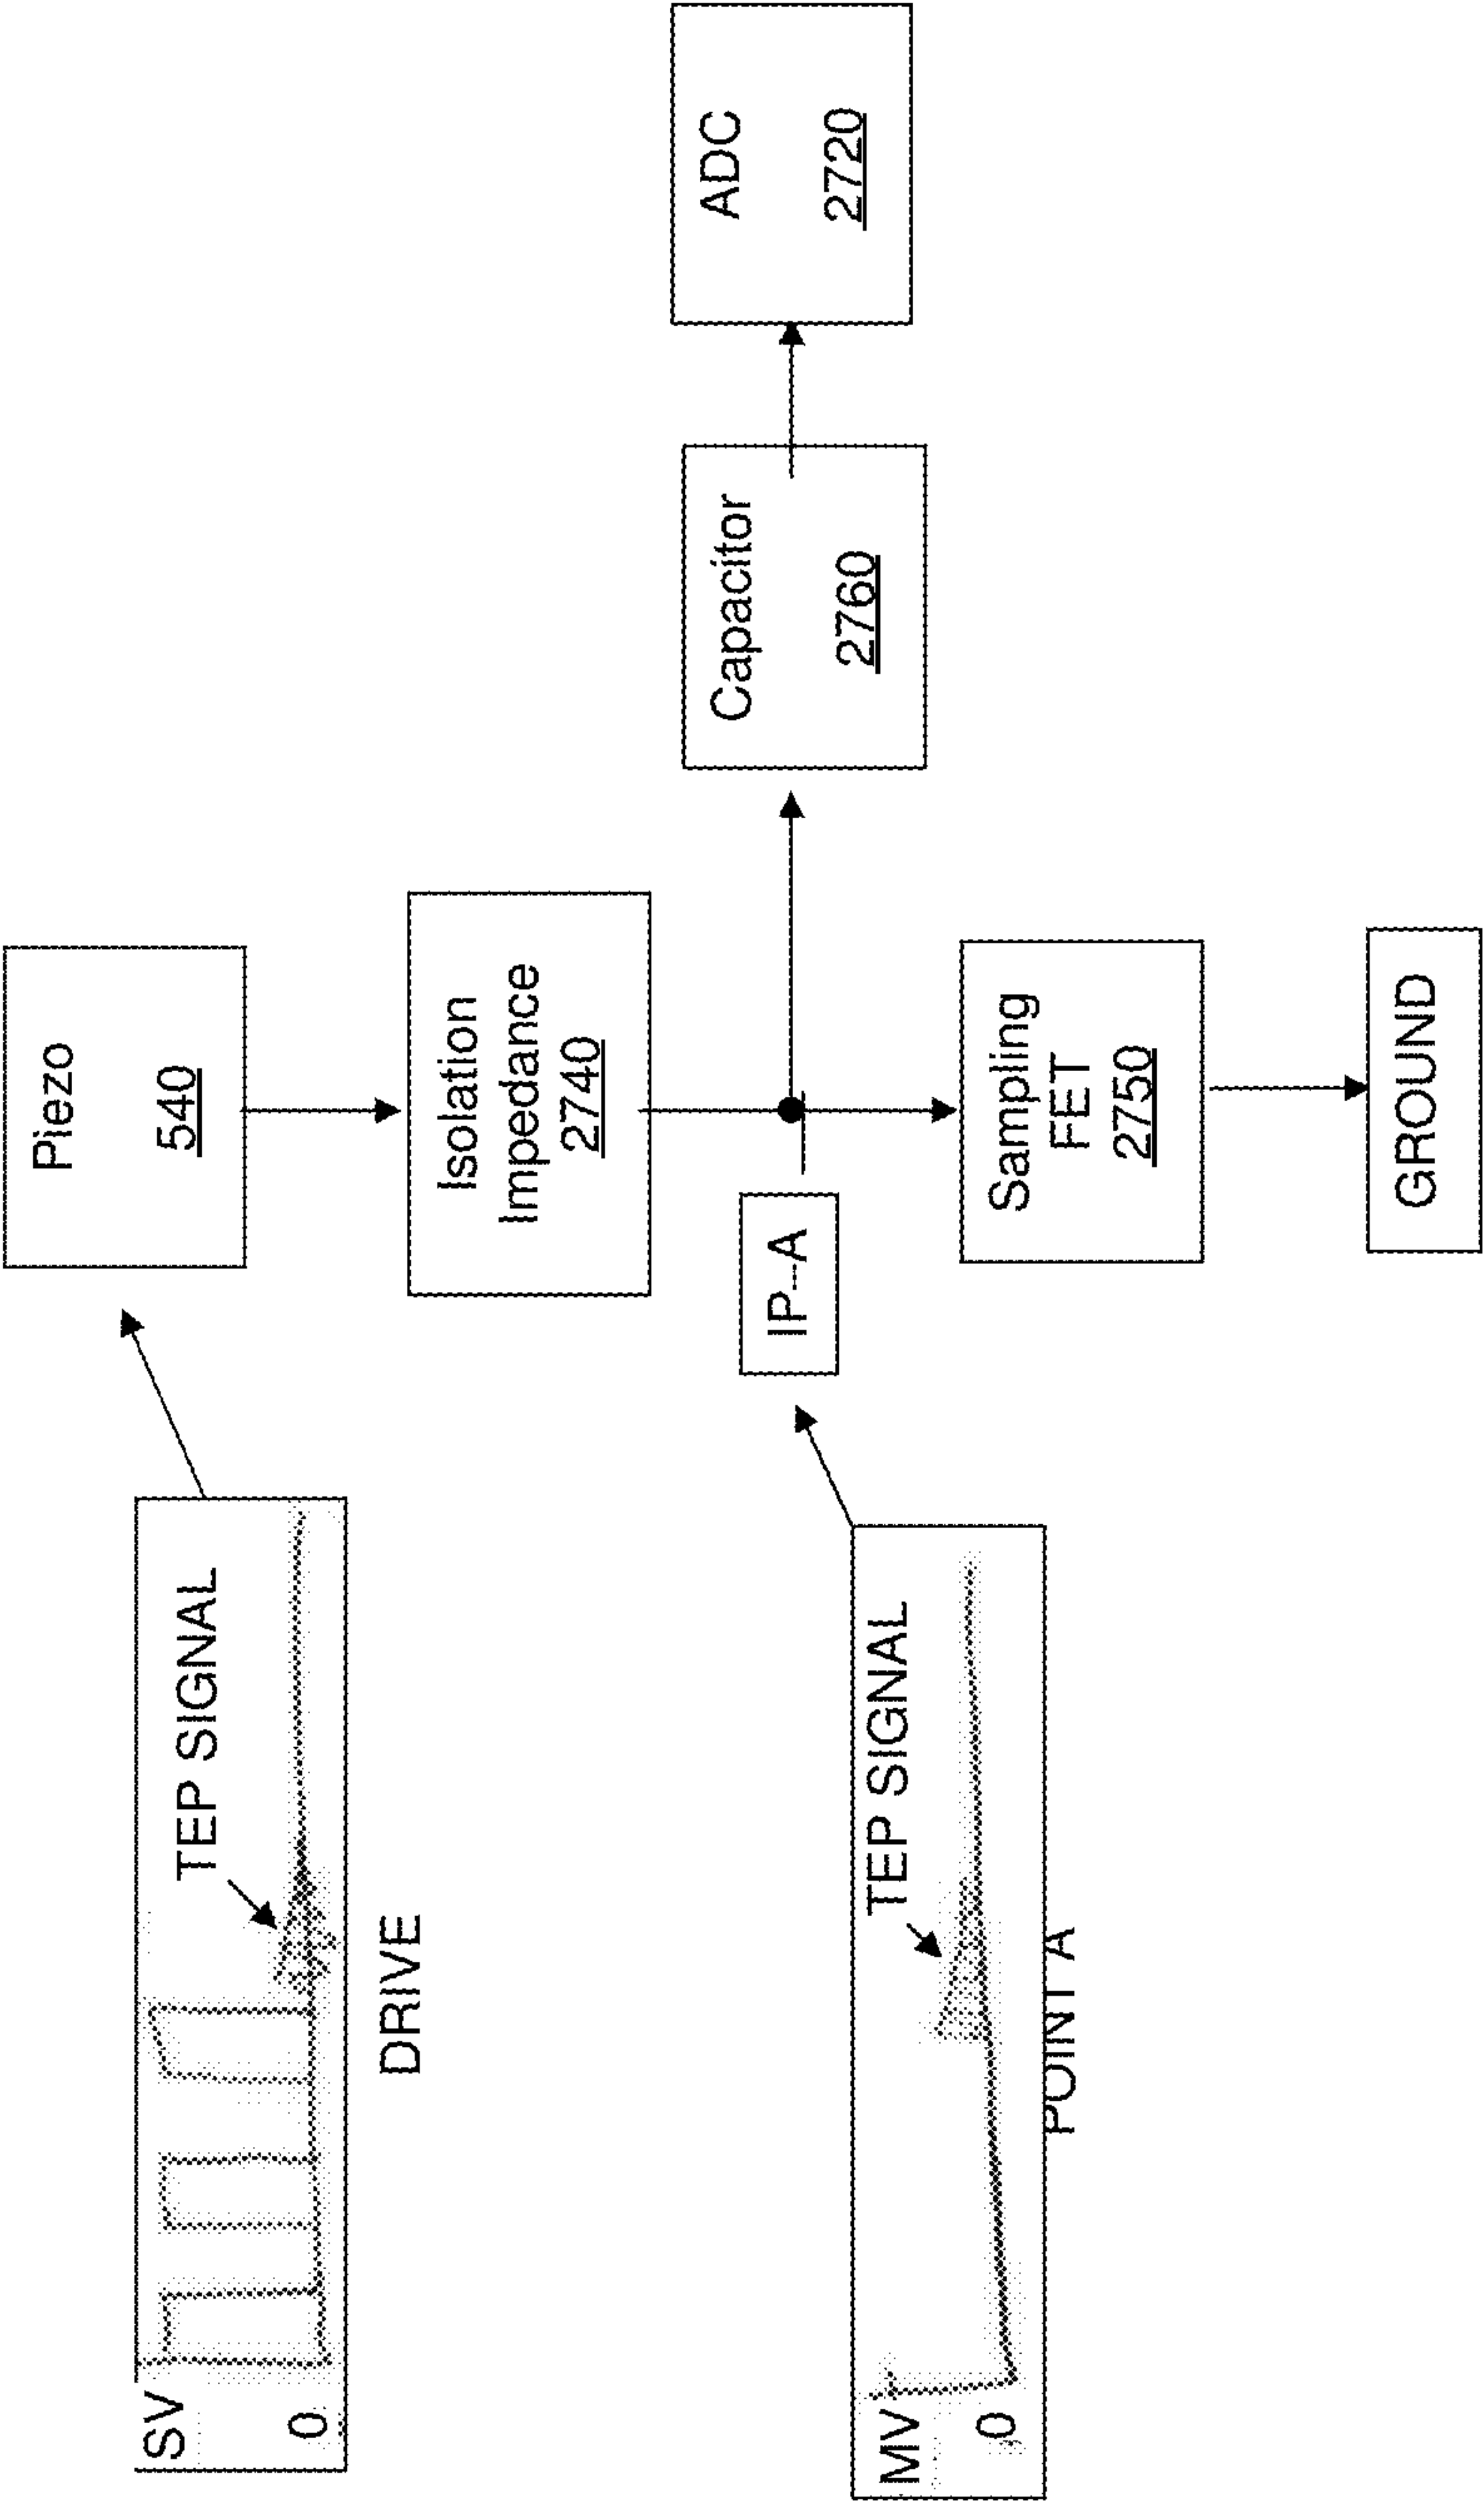 Piezo
540
SV
0
TEP SIGNAL
DRIVE
Isolation
Impedance
2740
ADC
2720
Capacitor
2760
IP--A
MV
0
TEP SIGNAL
POINT A
Sampling
FET
2750
GROUND